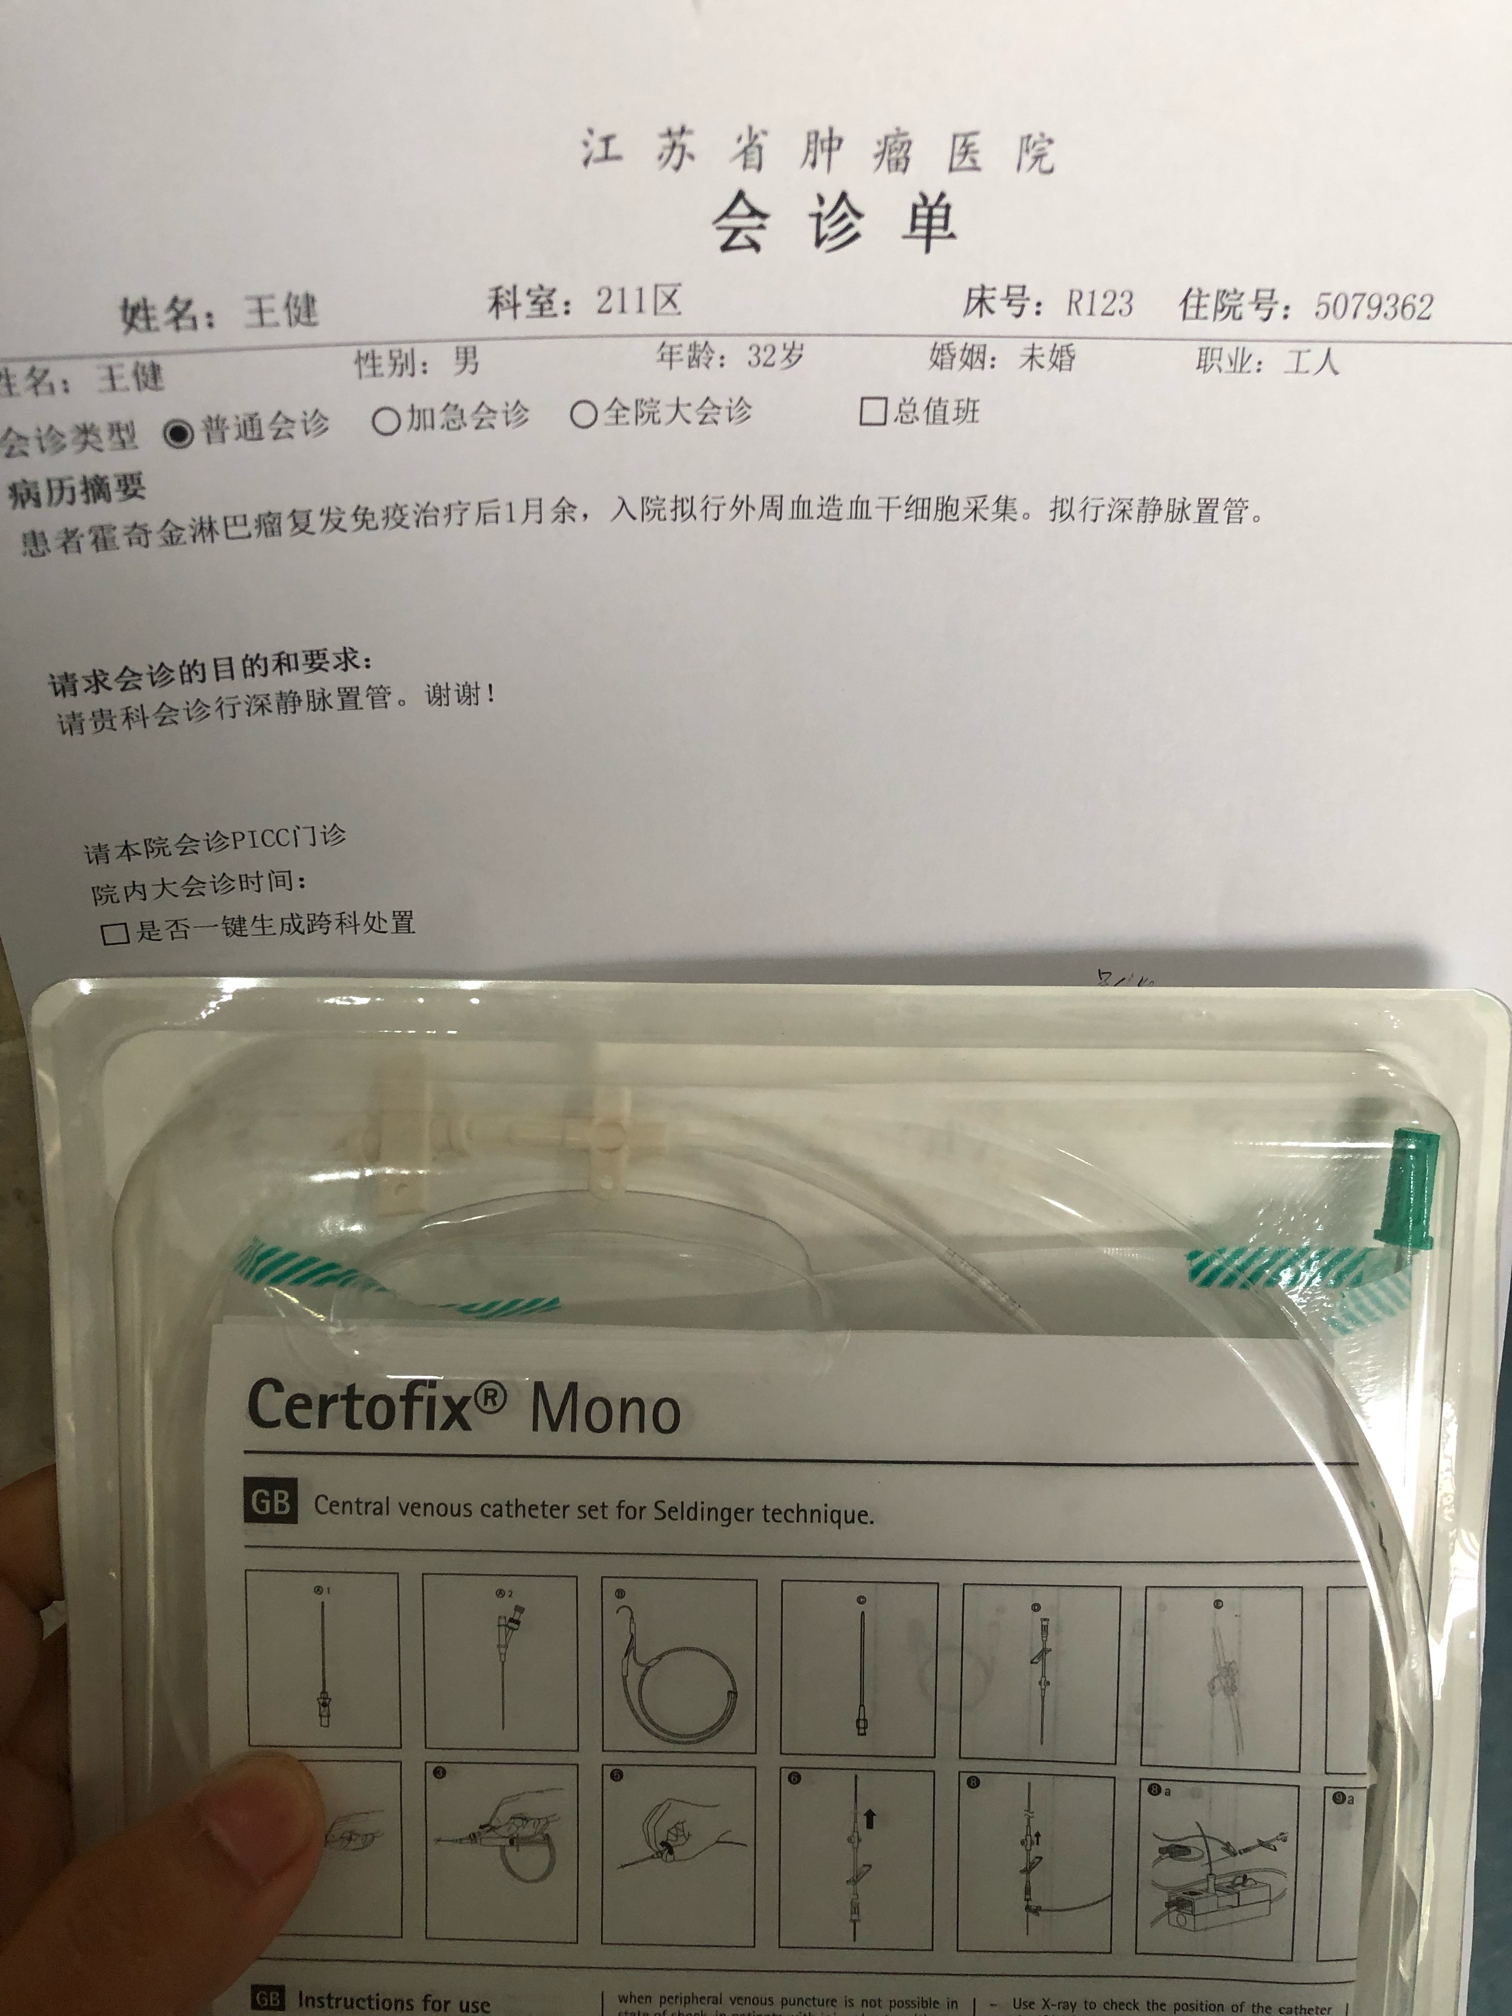 江苏省肿瘤医院
会诊单
姓名：王健 科室：211区 床号：R123 住院号：5079362
姓名：王健 性别：男 年龄：32岁 婚姻：未婚 职业：工人
会诊类型 普通会诊 加急会诊 全院大会诊 总值班
病历摘要
患者霍奇金淋巴瘤复发免疫治疗后1月余，入院拟行外周血造血干细胞采集。拟行深静脉置管。
请求会诊的目的和要求：
请贵科会诊行深静脉置管。谢谢！
请本院会诊PICC门诊
院内大会诊时间：
是否一键生成跨科处置
Certofix® Mono
GB Central venous catheter set for Seldinger technique.
A 1 A 2 B C D E
3 5 6 8 8a 9a
GB Instructions for use
when peripheral venous puncture is not possible in
– Use X-ray to check the position of the catheter